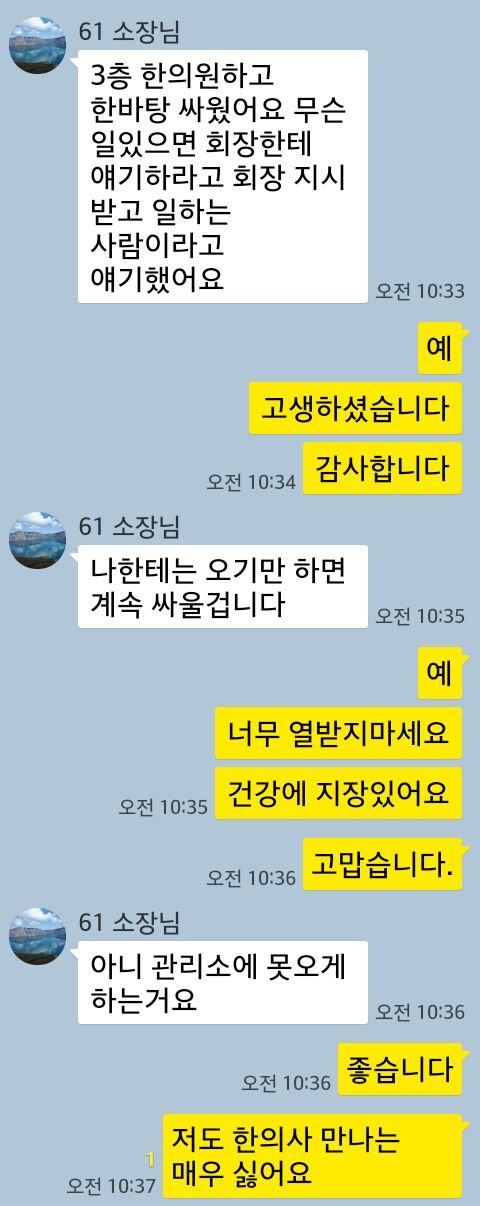 61 소장님
3층 한의원하고
한바탕 싸웠어요 무슨
일있으면 회장한테
얘기하라고 회장 지시
받고 일하는
사람이라고
얘기했어요
오전 10:33
예
고생하셨습니다
감사합니다
오전 10:34
61 소장님
나한테는 오기만 하면
계속 싸울겁니다
오전 10:35
예
너무 열받지마세요
건강에 지장있어요
오전 10:35
고맙습니다.
오전 10:36
61 소장님
아니 관리소에 못오게
하는거요
오전 10:36
좋습니다
오전 10:36
저도 한의사 만나는
매우 싫어요
1
오전 10:37